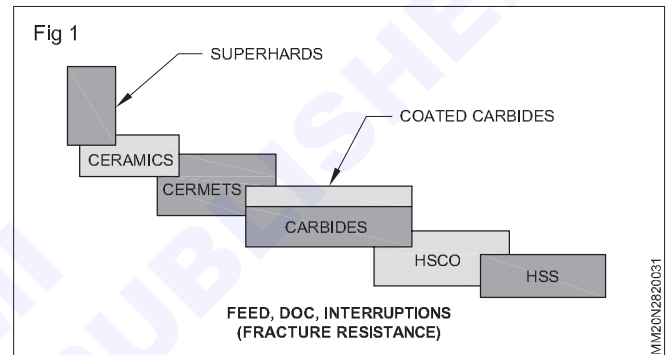 Fig 1
SUPERHARDS
COATED CARBIDES
CERAMICS
CERMETS
CARBIDES
HSCO
HSS
FEED, DOC, INTERRUPTIONS
(FRACTURE RESISTANCE)
MM20N2820031